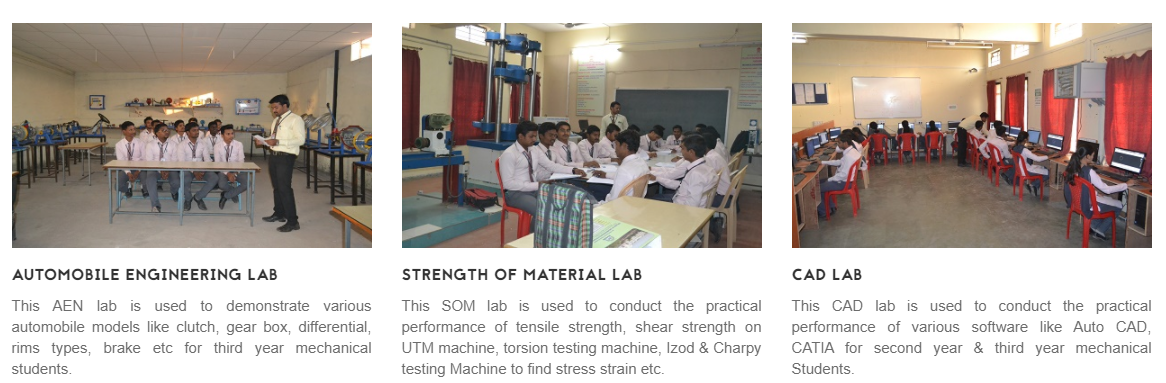 AUTOMOBILE ENGINEERING LAB
This AEN lab is used to demonstrate various
automobile models like clutch, gear box, differential,
rims types, brake etc for third year mechanical
students.
STRENGTH OF MATERIAL LAB
This SOM lab is used to conduct the practical
performance of tensile strength, shear strength on
UTM machine, torsion testing machine, Izod & Charpy
testing Machine to find stress strain etc.
CAD LAB
This CAD lab is used to conduct the practical
performance of various software like Auto CAD,
CATIA for second year & third year mechanical
Students.